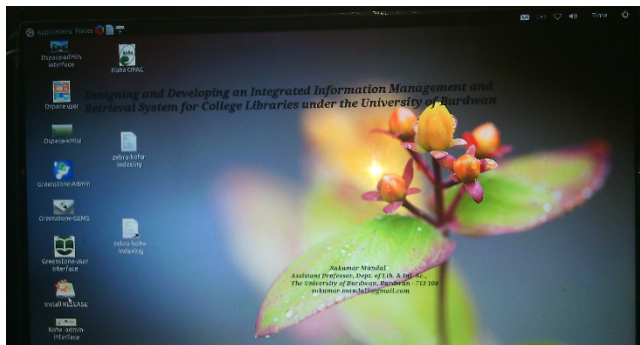 Applications Places
Time
Dspace-admin
interface
Koha OPAC
Designing and Developing an Integrated Information Management and
Retrieval System for College Libraries under the University of Burdwan
Dspace user
Dspace-xmlui
zebra-koha-
indexing
Greenstone-Admin
Greenstone-GEMS
zebra-koha-
indexing
Greenstone-user
interface
Sukumar Mandal
Assistant Professor, Dept. of Lib. & Inf. Sc.,
The University of Burdwan, Burdwan - 713 104
sukumar.mandal@gmail.com
Install RELEASE
Koha-admin
interface